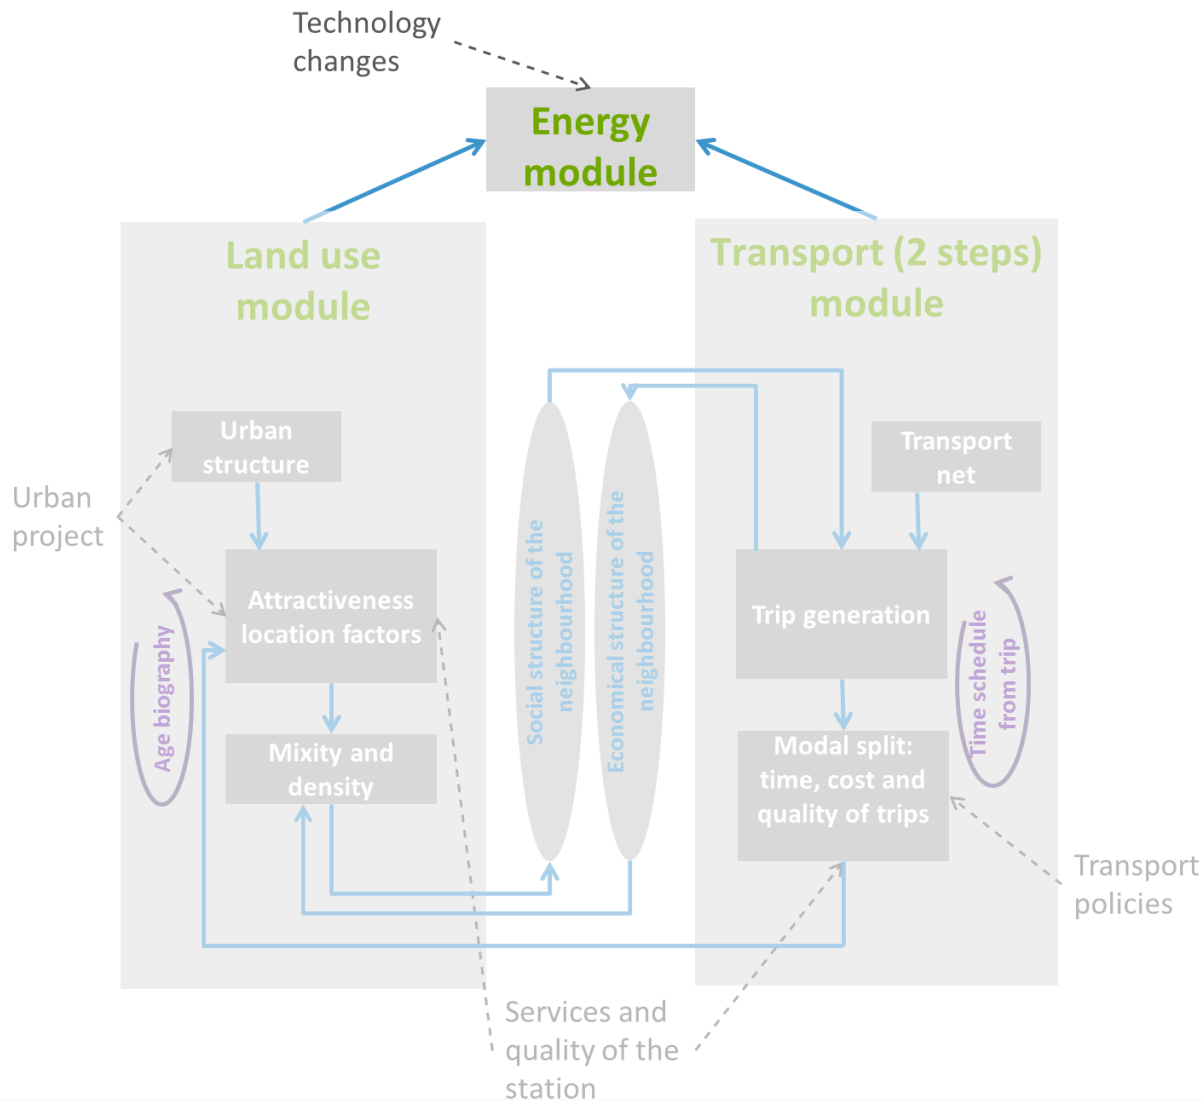 Technology
changes
Energy
module
Land use
module
Transport (2 steps)
module
Urban
structure
Transport
net
Urban
project
Attractiveness
location factors
Age biography
Mixity and
density
Social structure of the
neighbourhood
Economical structure of the
neighbourhood
Trip generation
Time schedule
from trip
Modal split:
time, cost and
quality of trips
Transport
policies
Services and
quality of the
station